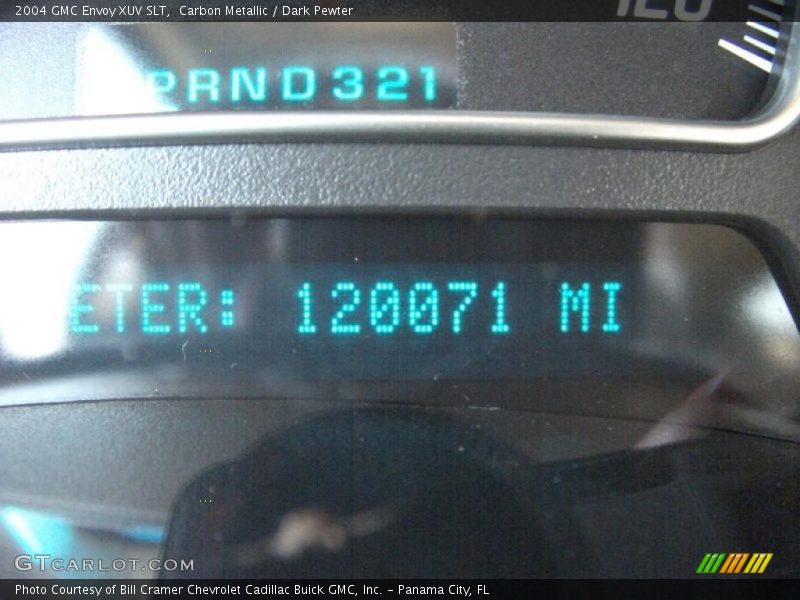 2004 GMC Envoy XUV SLT,  Carbon Metallic / Dark Pewter
PRND321
ETER: 120071 MI
GTCARLOT.COM
Photo Courtesy of Bill Cramer Chevrolet Cadillac Buick GMC, Inc. – Panama City, FL